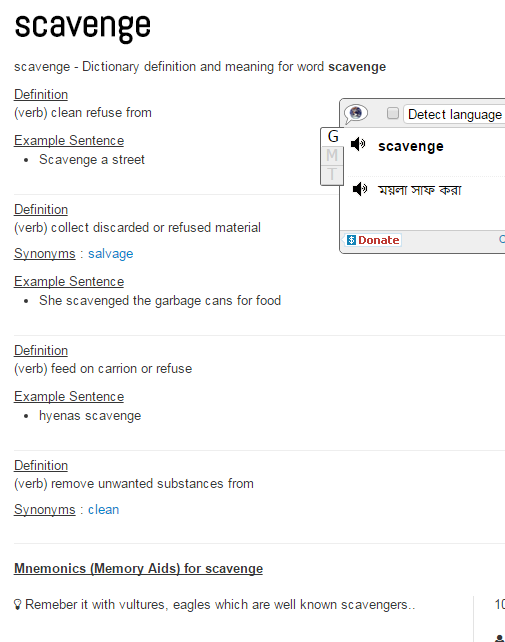 scavenge
scavenge - Dictionary definition and meaning for word scavenge
Definition
(verb) clean refuse from
Example Sentence
Scavenge a street
Detect language
G
M
T
scavenge
ময়লা সাফ করা
Donate
Definition
(verb) collect discarded or refused material
Synonyms : salvage
Example Sentence
She scavenged the garbage cans for food
Definition
(verb) feed on carrion or refuse
Example Sentence
hyenas scavenge
Definition
(verb) remove unwanted substances from
Synonyms : clean
Mnemonics (Memory Aids) for scavenge
Remeber it with vultures, eagles which are well known scavengers..